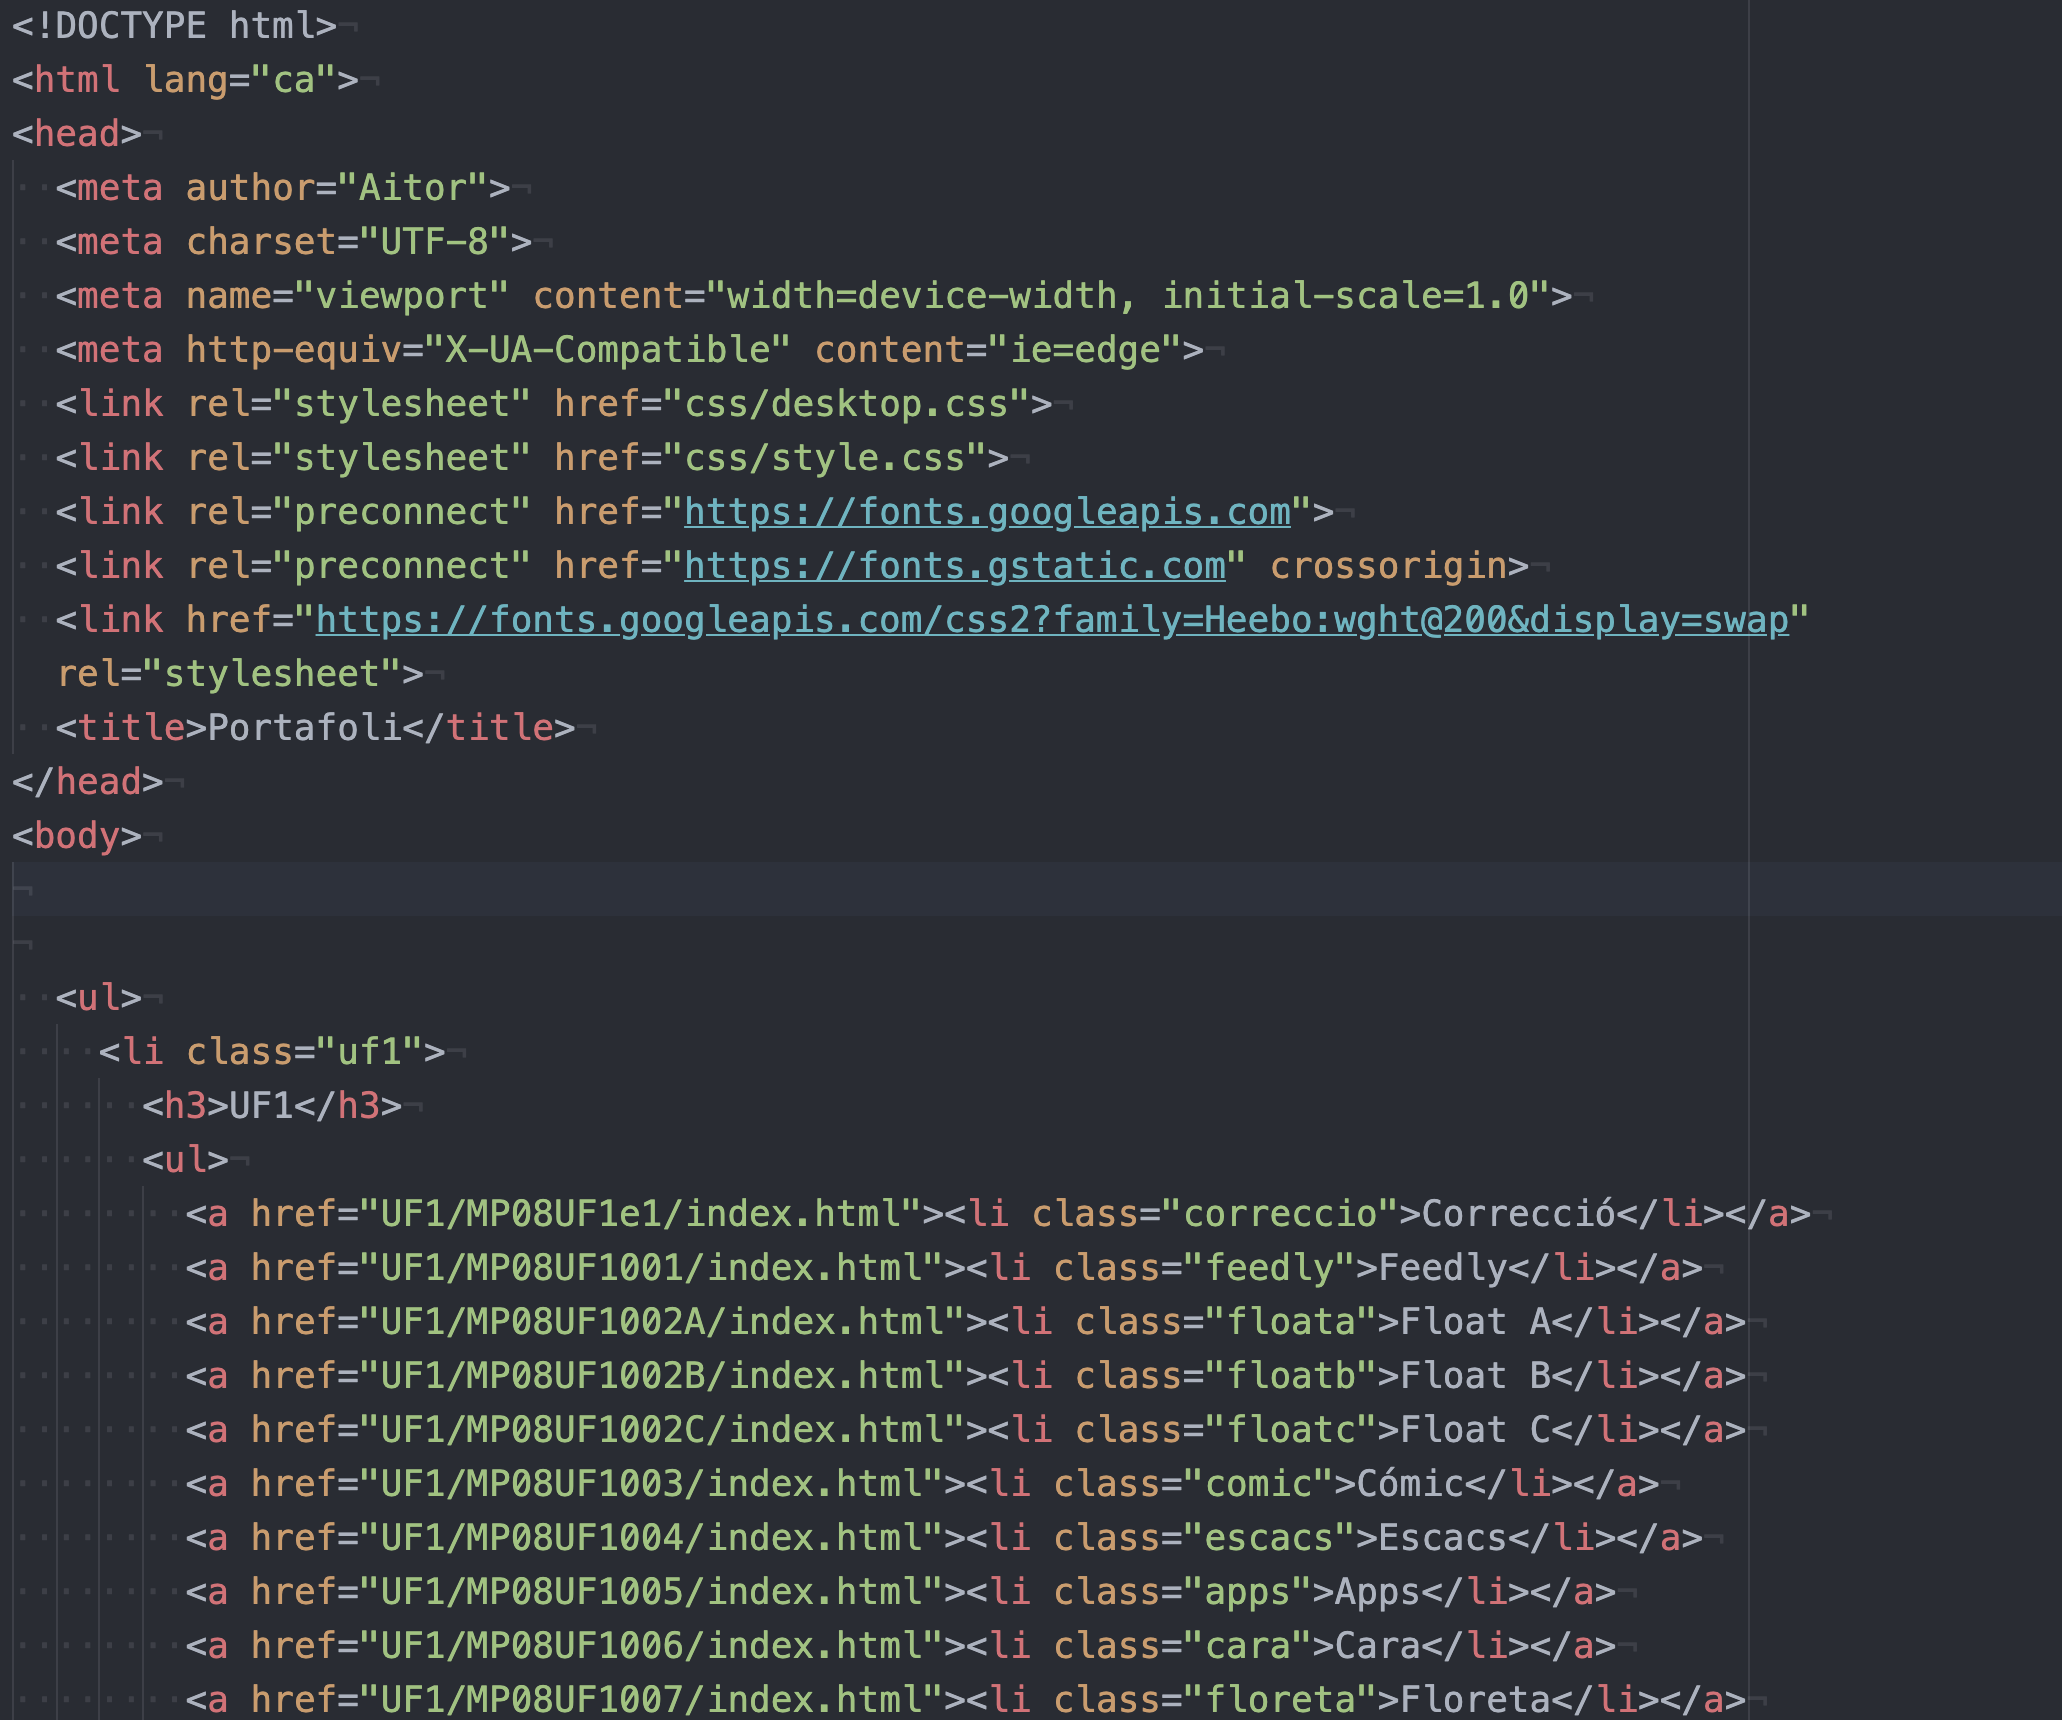 <!DOCTYPE html>
<html lang="ca">
<head>
<meta author="Aitor">
<meta charset="UTF-8">
<meta name="viewport" content="width=device-width, initial-scale=1.0">
<meta http-equiv="X-UA-Compatible" content="ie=edge">
<link rel="stylesheet" href="css/desktop.css">
<link rel="stylesheet" href="css/style.css">
<link rel="preconnect" href="https://fonts.googleapis.com">
<link rel="preconnect" href="https://fonts.gstatic.com" crossorigin>
<link href="https://fonts.googleapis.com/css2?family=Heebo:wght@200&display=swap"
rel="stylesheet">
<title>Portafoli</title>
</head>
<body>
<ul>
<li class="uf1">
<h3>UF1</h3>
<ul>
<a href="UF1/MP08UF1e1/index.html"><li class="correccio">Correcció</li></a>
<a href="UF1/MP08UF1001/index.html"><li class="feedly">Feedly</li></a>
<a href="UF1/MP08UF1002A/index.html"><li class="floata">Float A</li></a>
<a href="UF1/MP08UF1002B/index.html"><li class="floatb">Float B</li></a>
<a href="UF1/MP08UF1002C/index.html"><li class="floatc">Float C</li></a>
<a href="UF1/MP08UF1003/index.html"><li class="comic">Cómic</li></a>
<a href="UF1/MP08UF1004/index.html"><li class="escacs">Escacs</li></a>
<a href="UF1/MP08UF1005/index.html"><li class="apps">Apps</li></a>
<a href="UF1/MP08UF1006/index.html"><li class="cara">Cara</li></a>
<a href="UF1/MP08UF1007/index.html"><li class="floreta">Floreta</li></a>